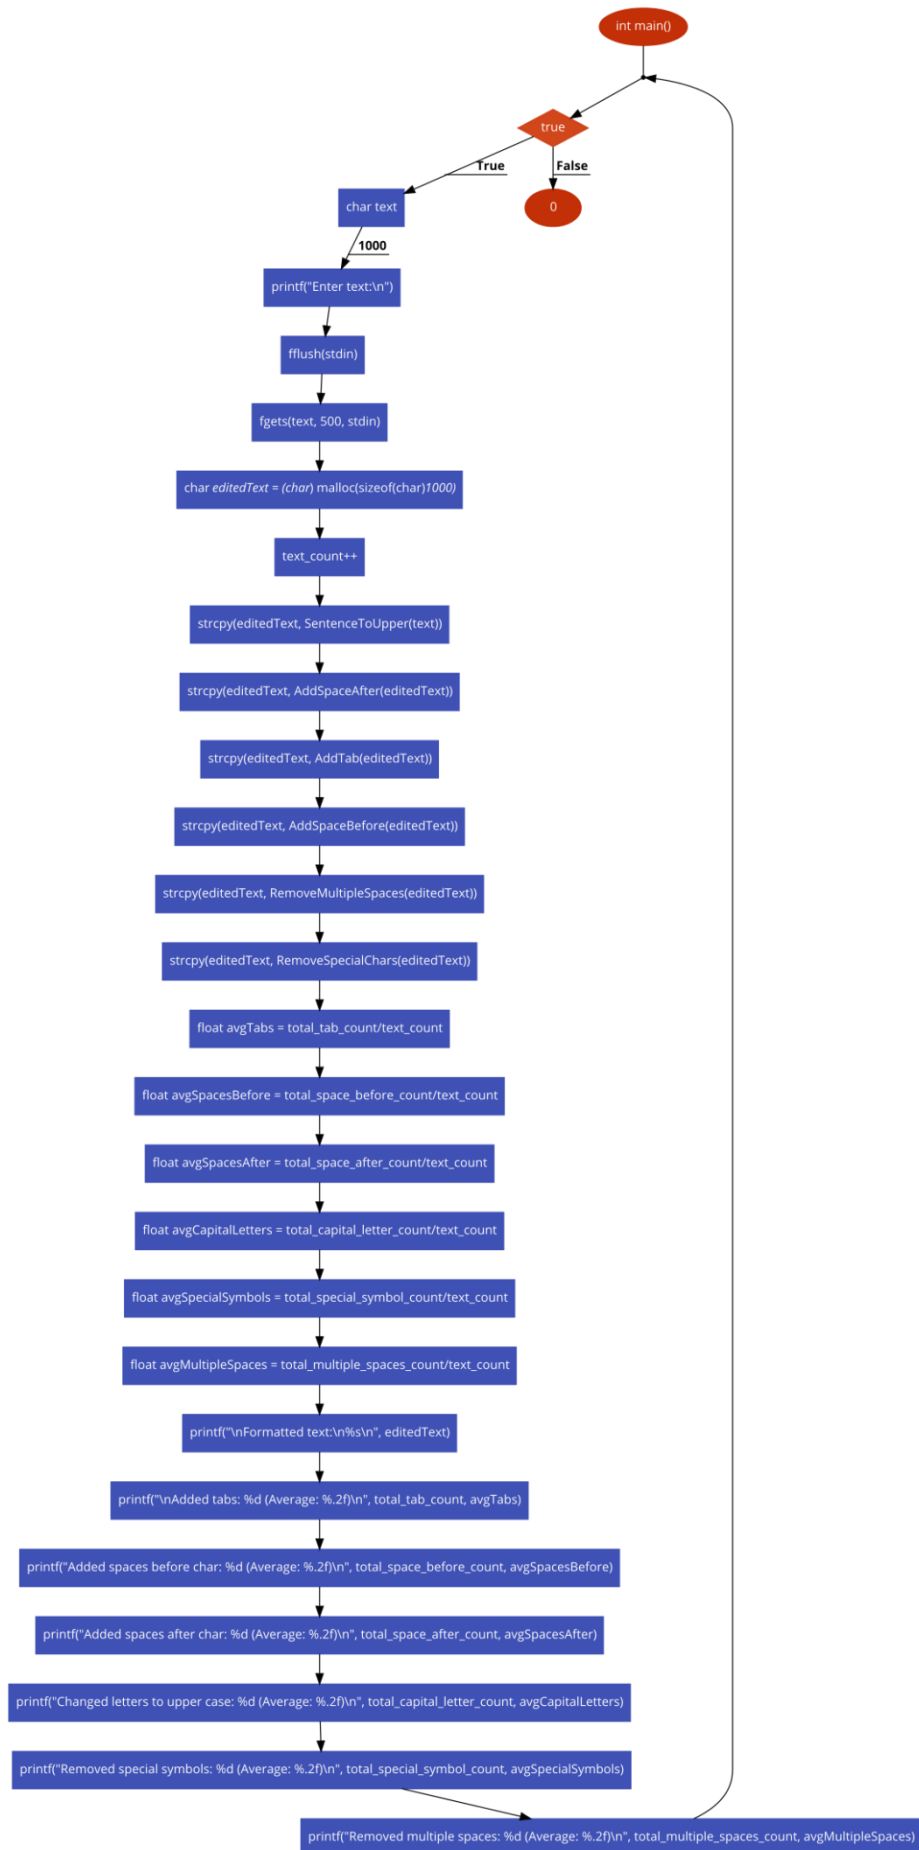 int main()
true
True
False
char text
0
1000
printf("Enter text:\n")
fflush(stdin)
fgets(text, 500, stdin)
char editedText = (char) malloc(sizeof(char)1000)
text_count++
strcpy(editedText, SentenceToUpper(text))
strcpy(editedText, AddSpaceAfter(editedText))
strcpy(editedText, AddTab(editedText))
strcpy(editedText, AddSpaceBefore(editedText))
strcpy(editedText, RemoveMultipleSpaces(editedText))
strcpy(editedText, RemoveSpecialChars(editedText))
float avgTabs = total_tab_count/text_count
float avgSpacesBefore = total_space_before_count/text_count
float avgSpacesAfter = total_space_after_count/text_count
float avgCapitalLetters = total_capital_letter_count/text_count
float avgSpecialSymbols = total_special_symbol_count/text_count
float avgMultipleSpaces = total_multiple_spaces_count/text_count
printf("\nFormatted text:\n%s\n", editedText)
printf("\nAdded tabs: %d (Average: %.2f)\n", total_tab_count, avgTabs)
printf("Added spaces before char: %d (Average: %.2f)\n", total_space_before_count, avgSpacesBefore)
printf("Added spaces after char: %d (Average: %.2f)\n", total_space_after_count, avgSpacesAfter)
printf("Changed letters to upper case: %d (Average: %.2f)\n", total_capital_letter_count, avgCapitalLetters)
printf("Removed special symbols: %d (Average: %.2f)\n", total_special_symbol_count, avgSpecialSymbols)
printf("Removed multiple spaces: %d (Average: %.2f)\n", total_multiple_spaces_count, avgMultipleSpaces)